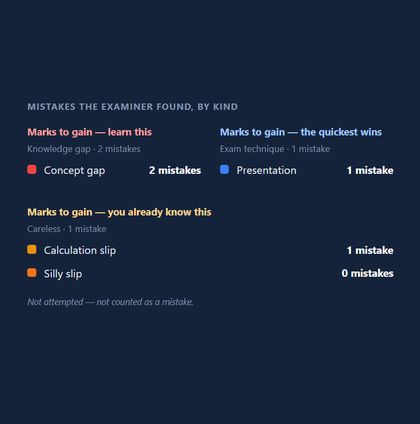 MISTAKES THE EXAMINER FOUND, BY KIND
Marks to gain — learn this
Knowledge gap · 2 mistakes
Concept gap 2 mistakes
Marks to gain — the quickest wins
Exam technique · 1 mistake
Presentation 1 mistake
Marks to gain — you already know this
Careless · 1 mistake
Calculation slip 1 mistake
Silly slip 0 mistakes
Not attempted — not counted as a mistake.